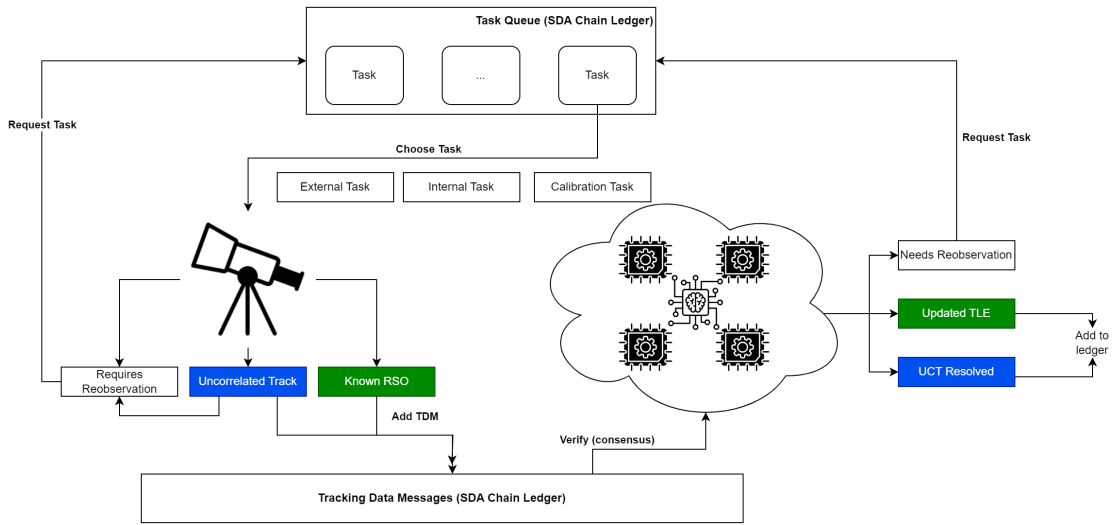 Task Queue (SDA Chain Ledger)
Task
...
Task
Request Task
Request Task
Choose Task
External Task
Internal Task
Calibration Task
Needs Reobservation
Updated TLE
Add to
ledger
UCT Resolved
Requires
Reobservation
Uncorrelated Track
Known RSO
Add TDM
Verify (consensus)
Tracking Data Messages (SDA Chain Ledger)